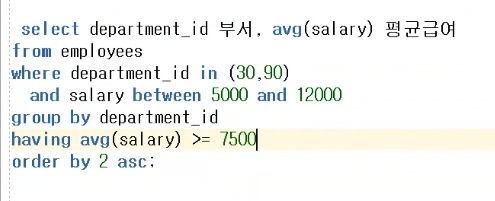 select department_id 부서, avg(salary) 평균급여
from employees
where department_id in (30,90)
and salary between 5000 and 12000
group by department_id
having avg(salary) >= 7500
order by 2 asc;